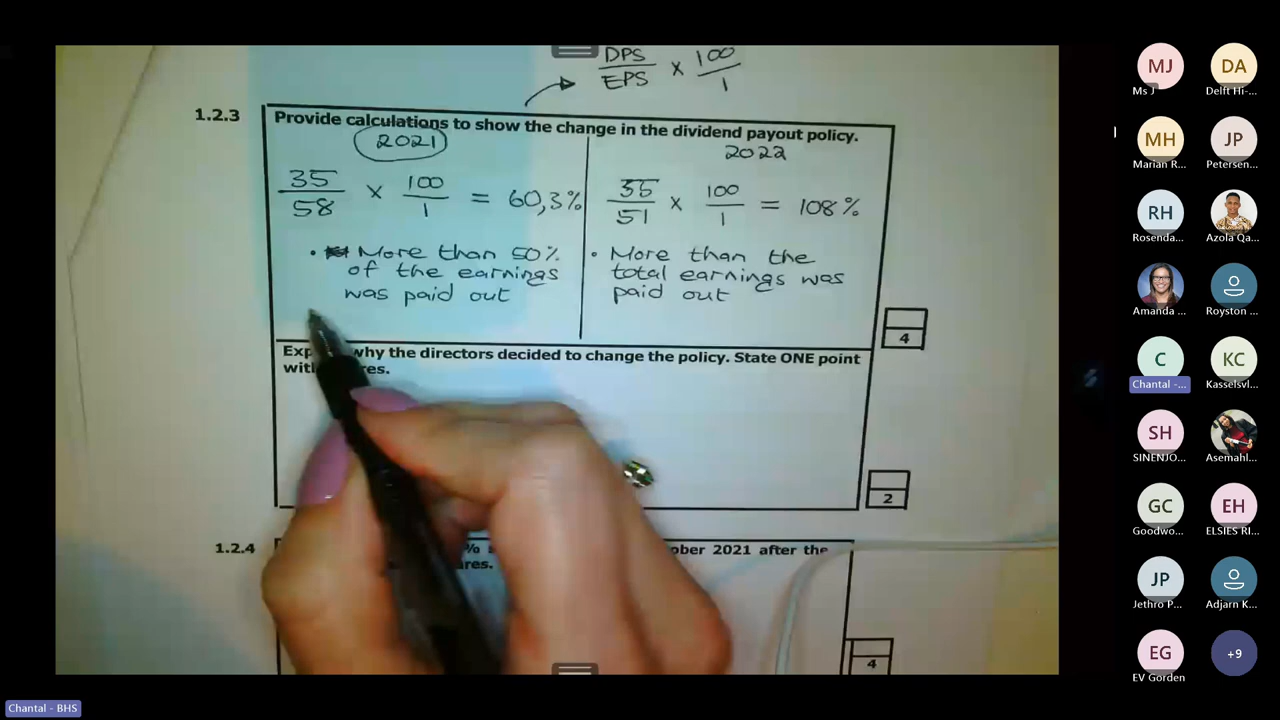 DPS × 100
EPS 1
1.2.3
Provide calculations to show the change in the dividend payout policy.
2021
2022
35 × 100 = 60,3%
58 1
55 × 100 = 108%
51 1
• More than 50%
of the earnings
was paid out
• More than the
total earnings was
paid out
4
why the directors decided to change the policy. State ONE point
2
1.2.4
ober 2021 after the
4
MJ
Ms J
DA
Delft Hi-...
MH
Marian R...
JP
Petersen...
RH
Rosenda...
Azola Qa...
Amanda ...
Royston ...
C
Chantal -...
KC
Kasselsvl...
SH
SINENJO...
Asemahl...
GC
Goodwo...
EH
ELSIES RI...
JP
Jethro P...
Adjarn K...
EG
EV Gorden
+9
Chantal - BHS